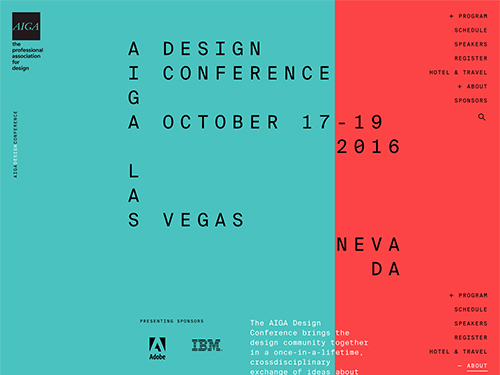 AIGA
the
professional
association
for
design
AIGA DESIGN CONFERENCE
A DESIGN
I CONFERENCE
G
A OCTOBER 17-19
2016
L
A
S VEGAS
NEVA
DA
+ PROGRAM
SCHEDULE
SPEAKERS
REGISTER
HOTEL & TRAVEL
+ ABOUT
SPONSORS
PRESENTING SPONSORS
Adobe
IBM
The AIGA Design
Conference brings the
design community together
in a once-in-a-lifetime,
crossdisciplinary
exchange of ideas about
+ PROGRAM
SCHEDULE
SPEAKERS
REGISTER
HOTEL & TRAVEL
— ABOUT